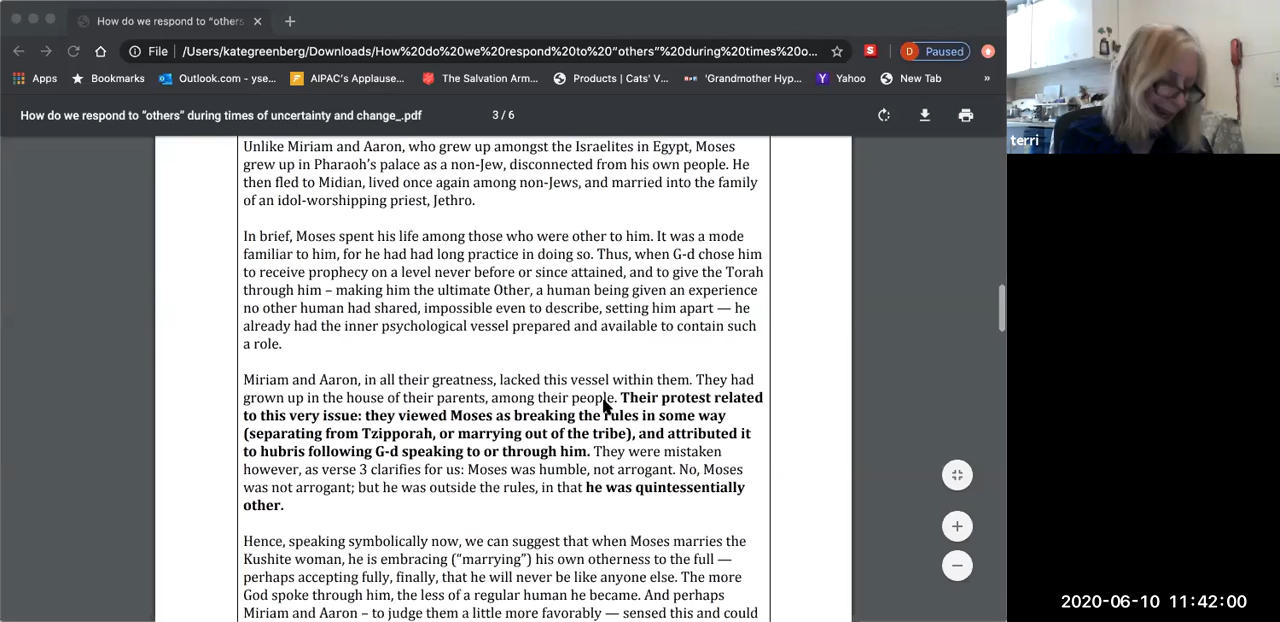 How do we respond to “others
File
/Users/kategreenberg/Downloads/How%20do%20we%20respond%20to%20“others”%20during%20times%20o...
S
D Paused
Apps
Bookmarks
Outlook.com - yse...
AIPAC's Applause...
The Salvation Arm...
Products | Cats' V...
'Grandmother Hyp...
Yahoo
New Tab
»
How do we respond to “others” during times of uncertainty and change_.pdf
3 / 6
terri
Unlike Miriam and Aaron, who grew up amongst the Israelites in Egypt, Moses
grew up in Pharaoh’s palace as a non-Jew, disconnected from his own people. He
then fled to Midian, lived once again among non-Jews, and married into the family
of an idol-worshipping priest, Jethro.
In brief, Moses spent his life among those who were other to him. It was a mode
familiar to him, for he had had long practice in doing so. Thus, when G-d chose him
to receive prophecy on a level never before or since attained, and to give the Torah
through him – making him the ultimate Other, a human being given an experience
no other human had shared, impossible even to describe, setting him apart — he
already had the inner psychological vessel prepared and available to contain such
a role.
Miriam and Aaron, in all their greatness, lacked this vessel within them. They had
grown up in the house of their parents, among their people. Their protest related
to this very issue: they viewed Moses as breaking the rules in some way
(separating from Tzipporah, or marrying out of the tribe), and attributed it
to hubris following G-d speaking to or through him. They were mistaken
however, as verse 3 clarifies for us: Moses was humble, not arrogant. No, Moses
was not arrogant; but he was outside the rules, in that he was quintessentially
other.
Hence, speaking symbolically now, we can suggest that when Moses marries the
Kushite woman, he is embracing (“marrying”) his own otherness to the full —
perhaps accepting fully, finally, that he will never be like anyone else. The more
God spoke through him, the less of a regular human he became. And perhaps
Miriam and Aaron – to judge them a little more favorably — sensed this and could
2020-06-10 11:42:00